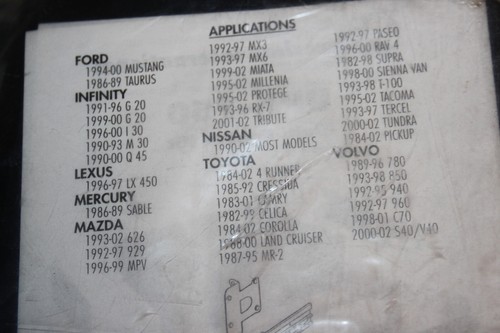 APPLICATIONS
FORD
1994-00 MUSTANG
1986-89 TAURUS
INFINITY
1991-96 G 20
1999-00 G 20
1996-00 I 30
1990-93 M 30
1990-00 Q 45
LEXUS
1996-97 LX 450
MERCURY
1986-89 SABLE
MAZDA
1993-02 626
1992-97 929
1996-99 MPV
1992-97 MX3
1993-97 MX6
1999-02 MIATA
1995-02 MILLENIA
1995-02 PROTEGE
1993-96 RX-7
2001-02 TRIBUTE
NISSAN
1990-02 MOST MODELS
TOYOTA
1984-02 4 RUNNER
1985-92 CRESSIDA
1983-01 CAMRY
1982-99 CELICA
1984-02 COROLLA
1988-00 LAND CRUISER
1987-95 MR-2
1992-97 PASEO
1996-00 RAV 4
1982-98 SUPRA
1998-00 SIENNA VAN
1993-98 T-100
1995-02 TACOMA
1993-97 TERCEL
2000-02 TUNDRA
1984-02 PICKUP
VOLVO
1989-96 780
1993-98 850
1992-95 940
1992-97 960
1998-01 C70
2000-02 S40/V40